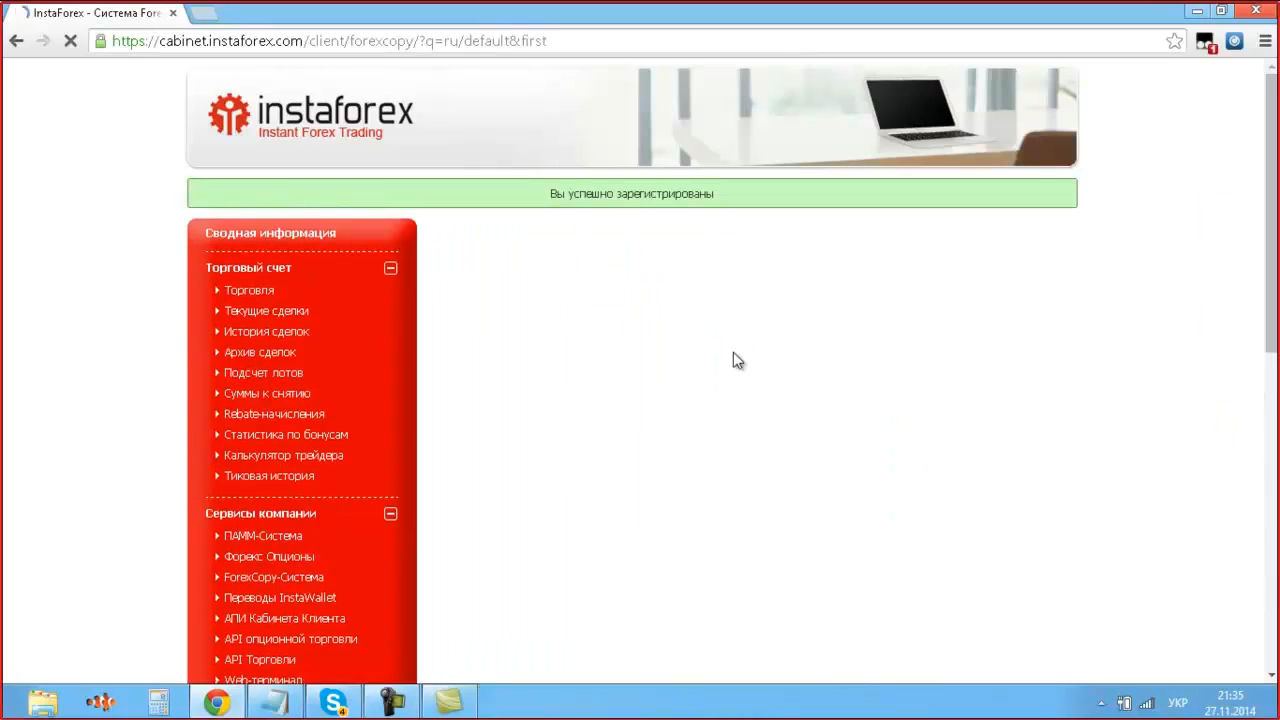 InstaForex - Система Fore
https://cabinet.instaforex.com/client/forexcopy/?q=ru/default&first
1
instaforex
Instant Forex Trading
Вы успешно зарегистрированы
Сводная информация
Торговый счет
Торговля
Текущие сделки
История сделок
Архив сделок
Подсчет лотов
Суммы к снятию
Rebate-начисления
Статистика по бонусам
Калькулятор трейдера
Тиковая история
Сервисы компании
ПАММ-Система
Форекс Опционы
ForexCopy-Система
Переводы InstaWallet
АПИ Кабинета Клиента
API опционной торговли
API Торговли
Web-терминал
4
УКР
21:35
27.11.2014